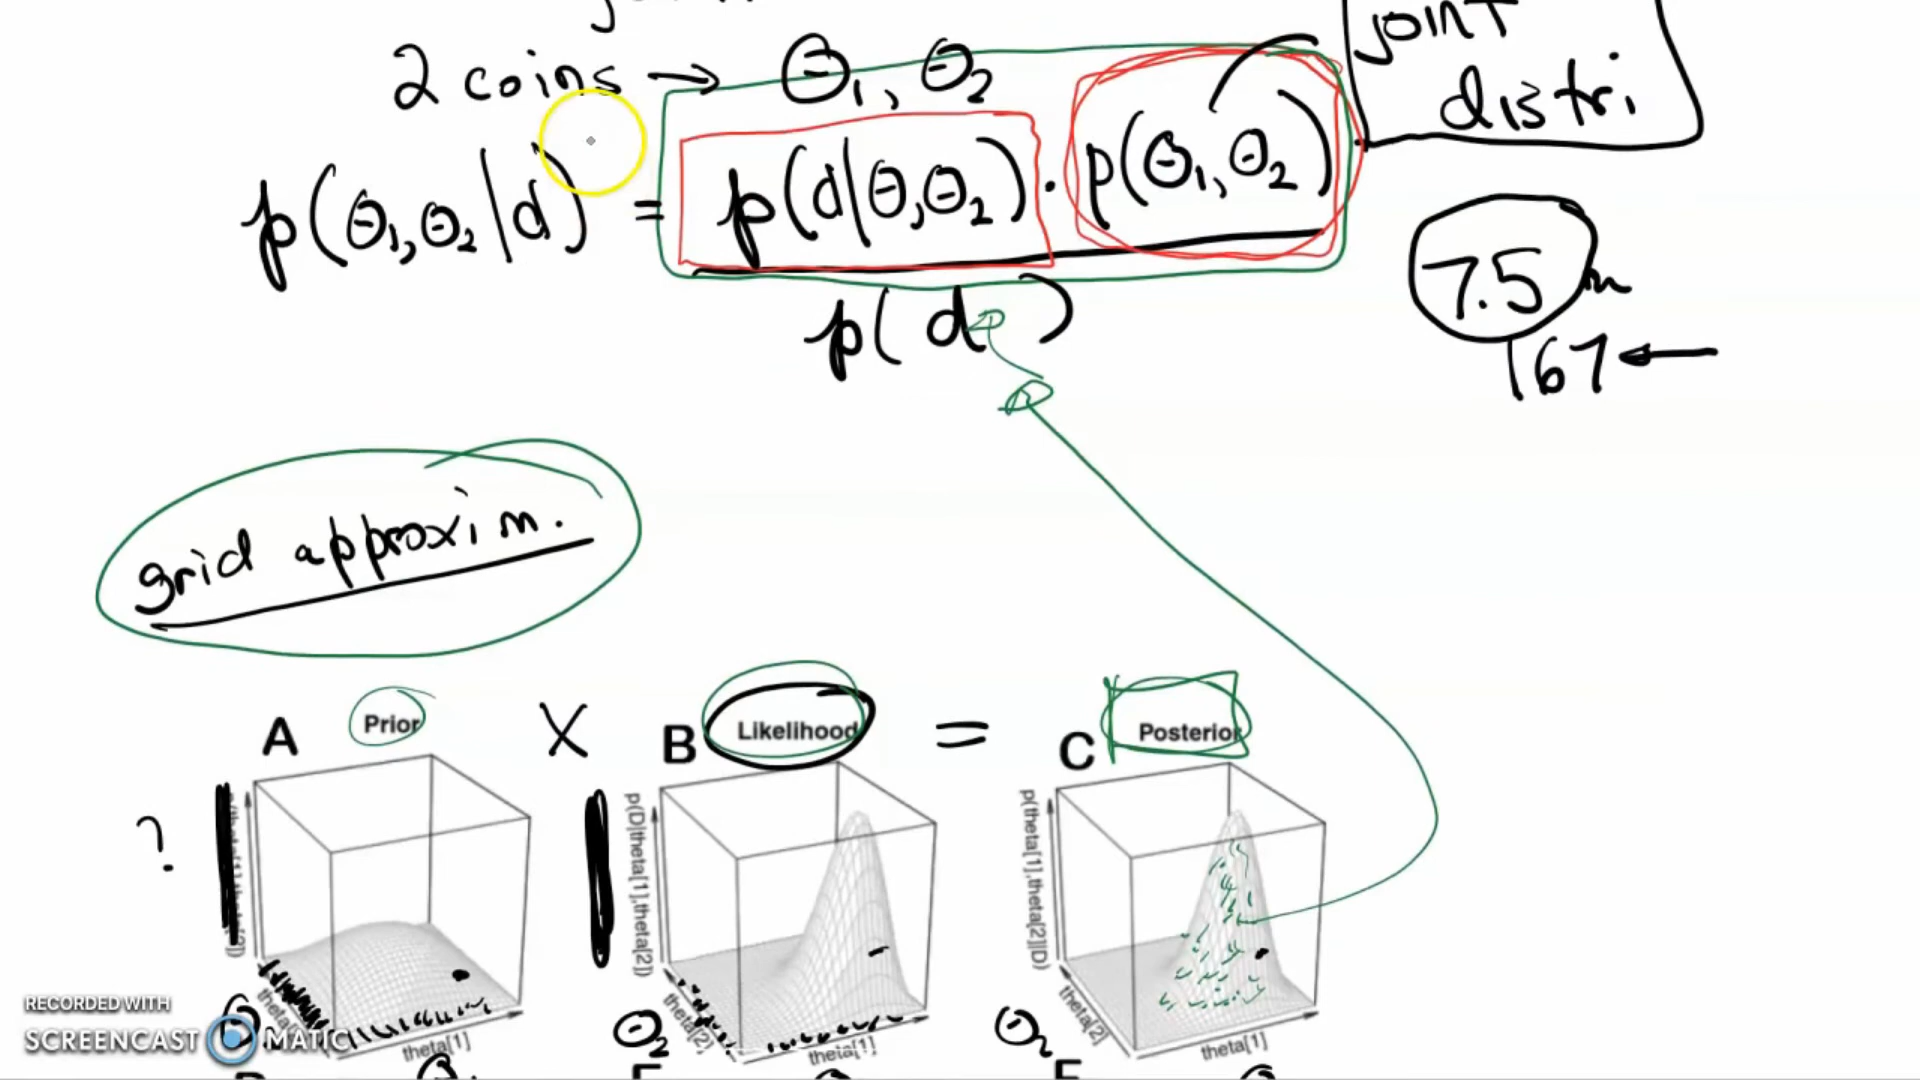 joint
distri.
2 coins → θ₁, θ₂
p(θ₁,θ₂|d) = p(d|θ,θ₂) · p(θ₁,θ₂)
p(d)
7.5m
167 ←
grid approxim.
A Prior X B Likelihood = C Posterior
?
p(D|theta[1],theta[2])
p(theta[1],theta[2]|D)
theta[2]
theta[1]
θ₂
theta[2]
theta[1]
θ₂
theta[2]
theta[1]
RECORDED WITH
SCREENCAST MATIC